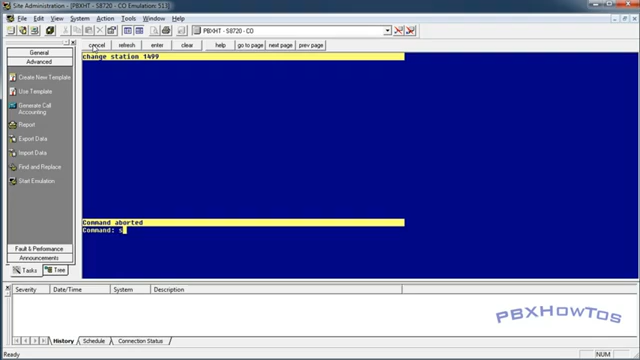 Site Administration - [PBXHT - S8720 - CO Emulation: 513]
File Edit View System Action Tools Window Help
PBXHT - S8720 - CO
General
Advanced
Create New Template
Use Template
Generate Call
Accounting
Report
Export Data
Import Data
Find and Replace
Start Emulation
Fault & Performance
Announcements
Tasks Tree
cancel refresh enter clear help go to page next page prev page
change station 1499
Command aborted
Command: s
Severity Date/Time System Description
History Schedule Connection Status
Ready
NUM
PBXHowTos